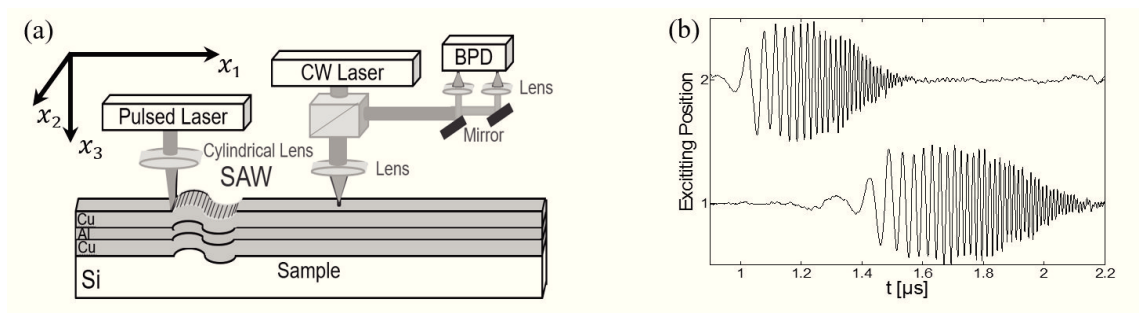 (a)
x₁
x₂
x₃
Pulsed Laser
Cylindrical Lens
SAW
CW Laser
Lens
BPD
Lens
Mirror
Cu
Al
Cu
Si
Sample
(b)
Excititing Position
2
1
1
1.2
1.4
1.6
1.8
2
2.2
t [µs]